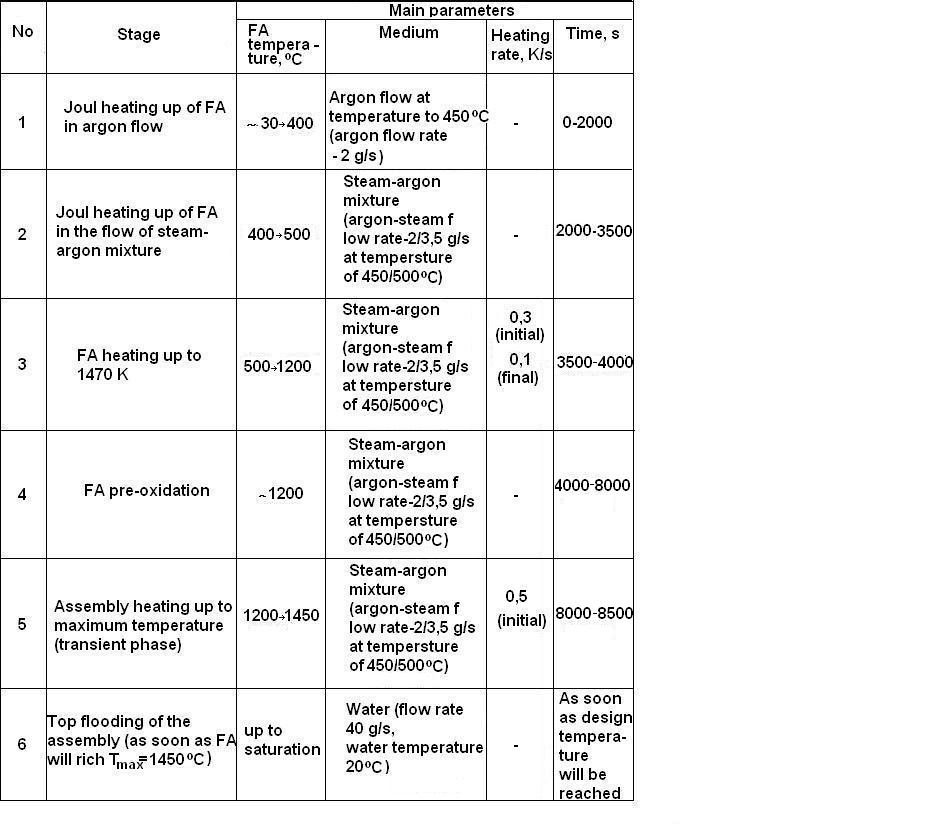 No
Stage
Main parameters
FA
tempera -
ture, ºC
Medium
Heating
rate, K/s
Time, s
1
Joul heating up of FA
in argon flow
~ 30→400
Argon flow at
temperature to 450ºC
(argon flow rate
- 2 g/s)
-
0-2000
2
Joul heating up of FA
in the flow of steam-
argon mixture
400→500
Steam-argon
mixture
(argon-steam f
low rate-2/3,5 g/s
at tempersture
of 450/500ºC)
-
2000-3500
3
FA heating up to
1470 K
500→1200
Steam-argon
mixture
(argon-steam f
low rate-2/3,5 g/s
at tempersture
of 450/500ºC)
0,3
(initial)
0,1
(final)
3500-4000
4
FA pre-oxidation
~1200
Steam-argon
mixture
(argon-steam f
low rate-2/3,5 g/s
at tempersture
of 450/500ºC)
-
4000-8000
5
Assembly heating up to
maximum temperature
(transient phase)
1200→1450
Steam-argon
mixture
(argon-steam f
low rate-2/3,5 g/s
at tempersture
of 450/500ºC)
0,5
(initial)
8000-8500
6
Top flooding of the
assembly (as soon as FA
will rich Tmax=1450ºC)
up to
saturation
Water (flow rate
40 g/s,
water temperature
20ºC)
-
As soon
as design
tempera-
ture
will be
reached